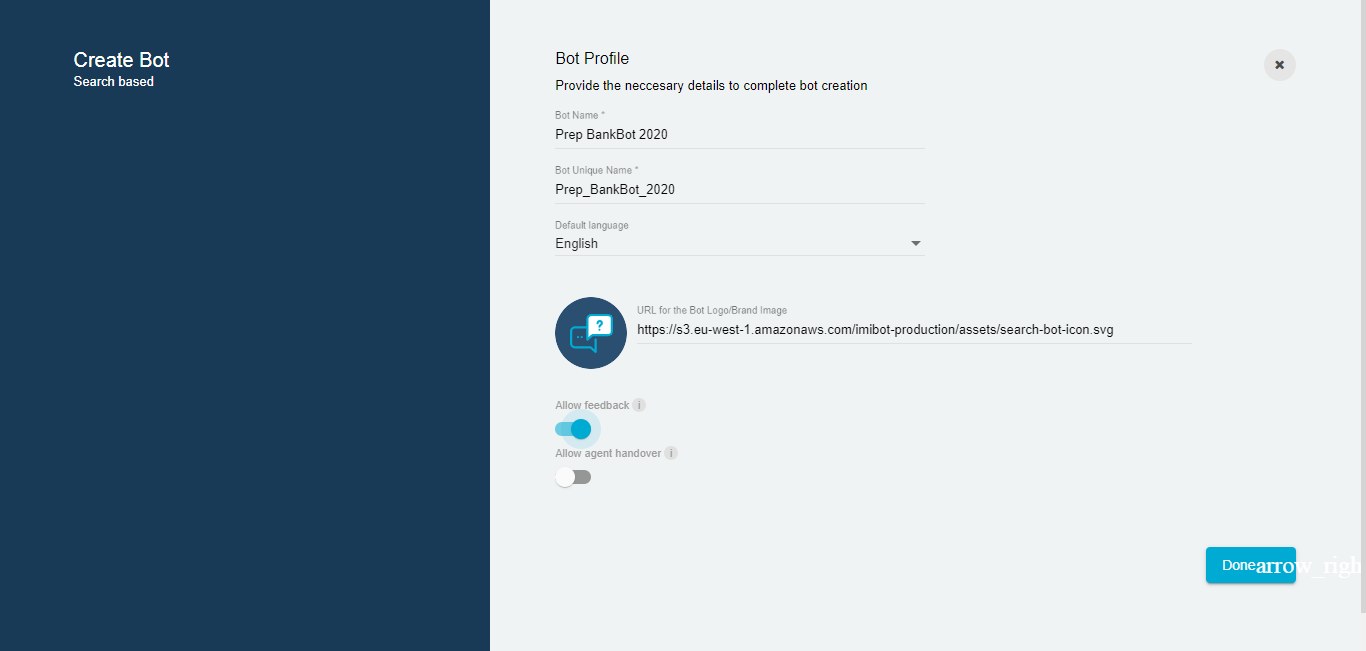 Create Bot
Search based
Bot Profile
Provide the neccesary details to complete bot creation
Bot Name *
Prep BankBot 2020
Bot Unique Name *
Prep_BankBot_2020
Default language
English
?
URL for the Bot Logo/Brand Image
https://s3.eu-west-1.amazonaws.com/imibot-production/assets/search-bot-icon.svg
Allow feedback i
Allow agent handover i
Donearrow_righ